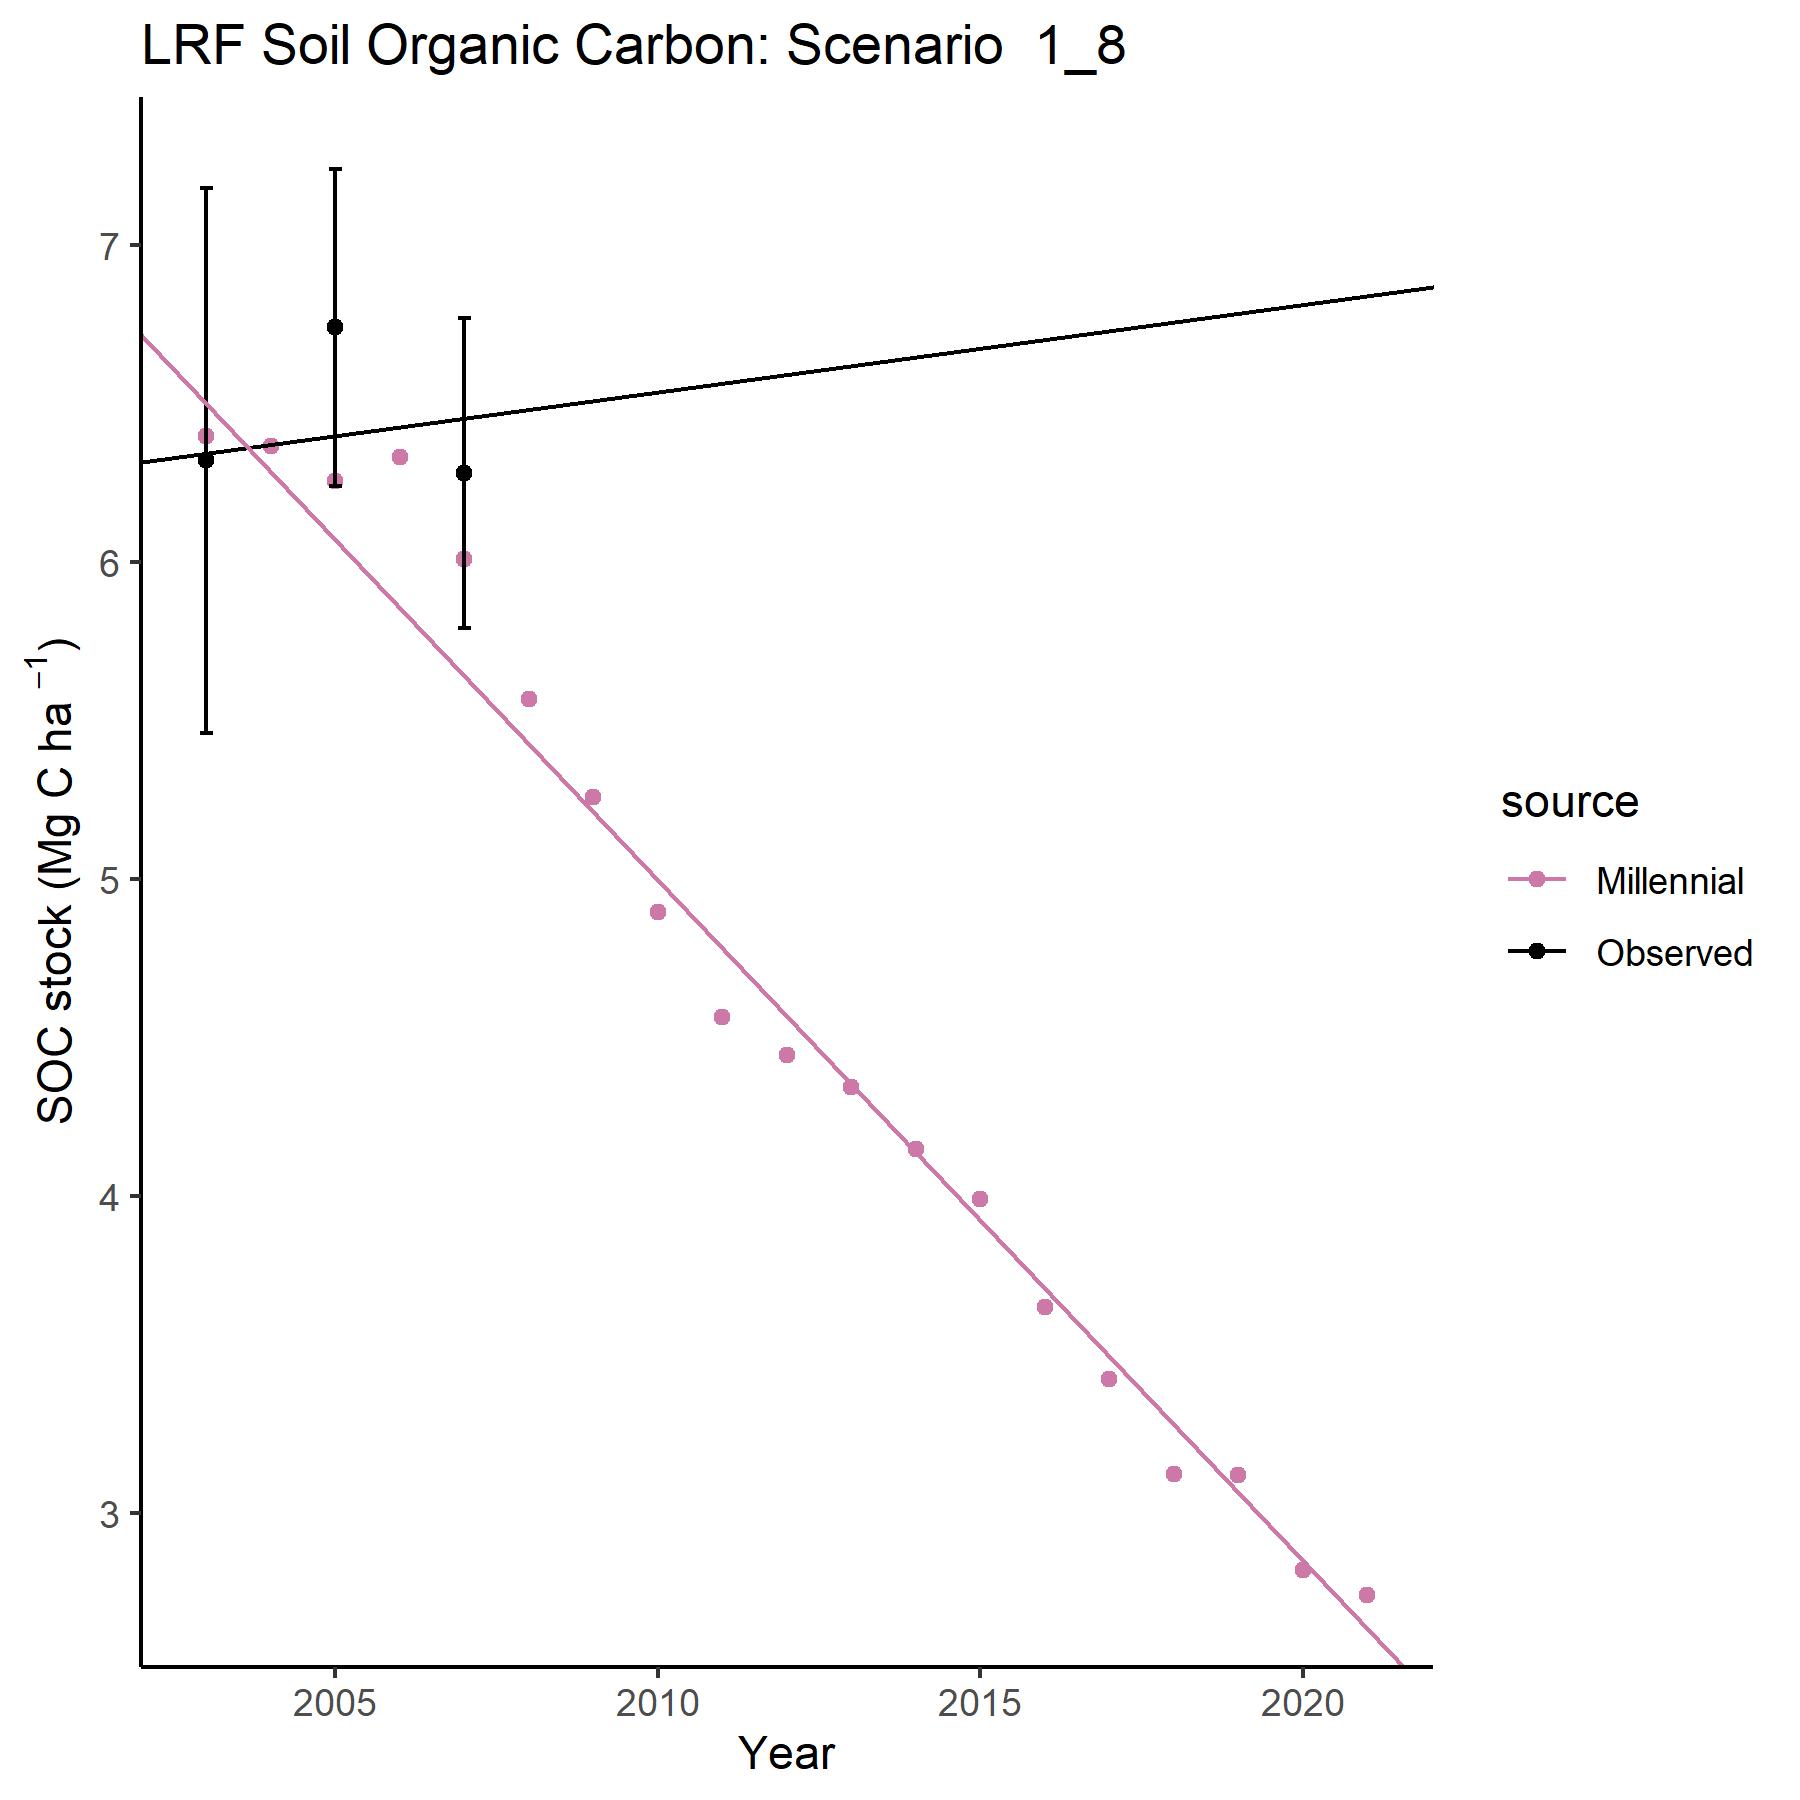 LRF Soil Organic Carbon: Scenario  1_8
SOC stock (Mg C ha −1)
7
6
5
4
3
2005
2010
2015
2020
Year
source
Millennial
Observed